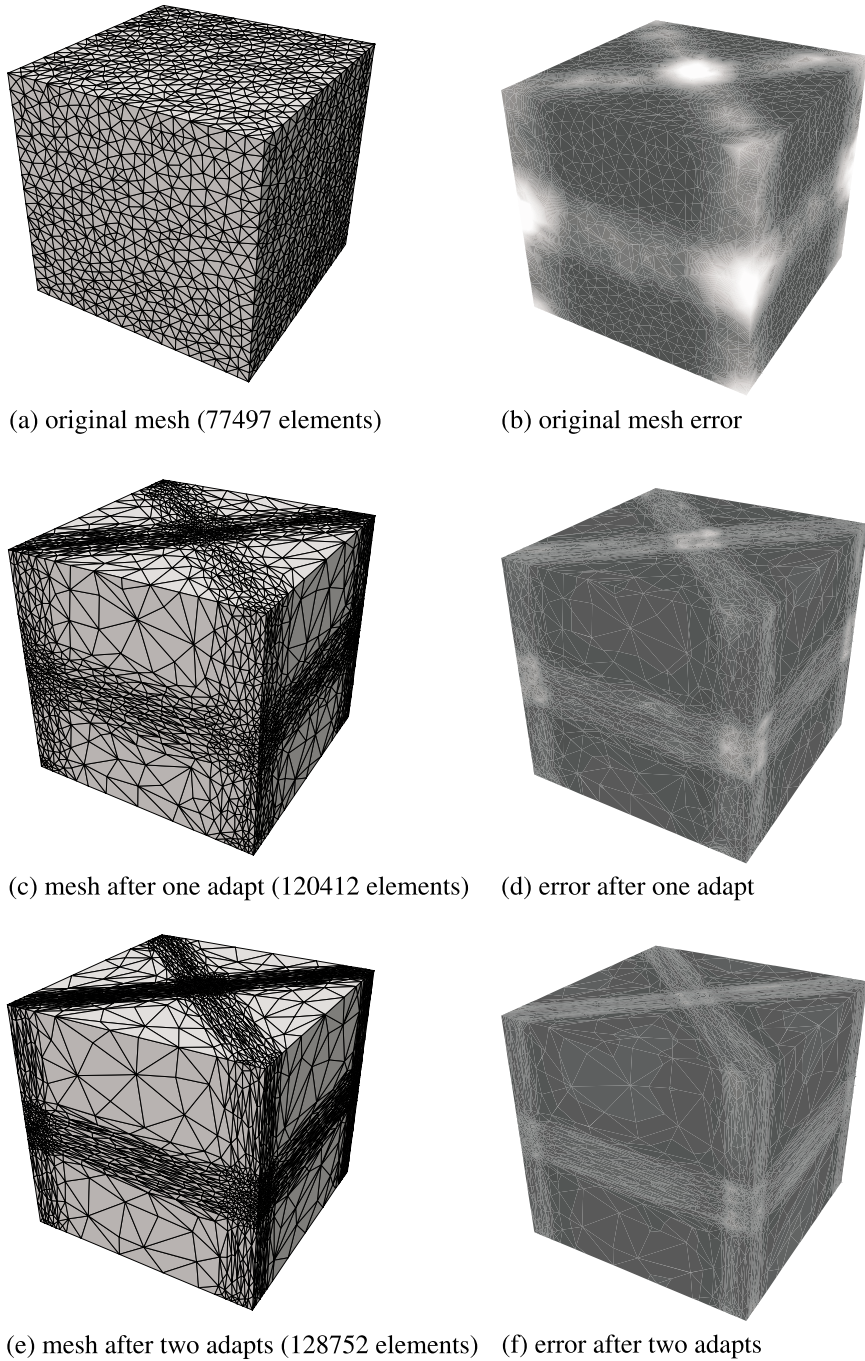 (a) original mesh (77497 elements)
(b) original mesh error
(c) mesh after one adapt (120412 elements)
(d) error after one adapt
(e) mesh after two adapts (128752 elements)
(f) error after two adapts